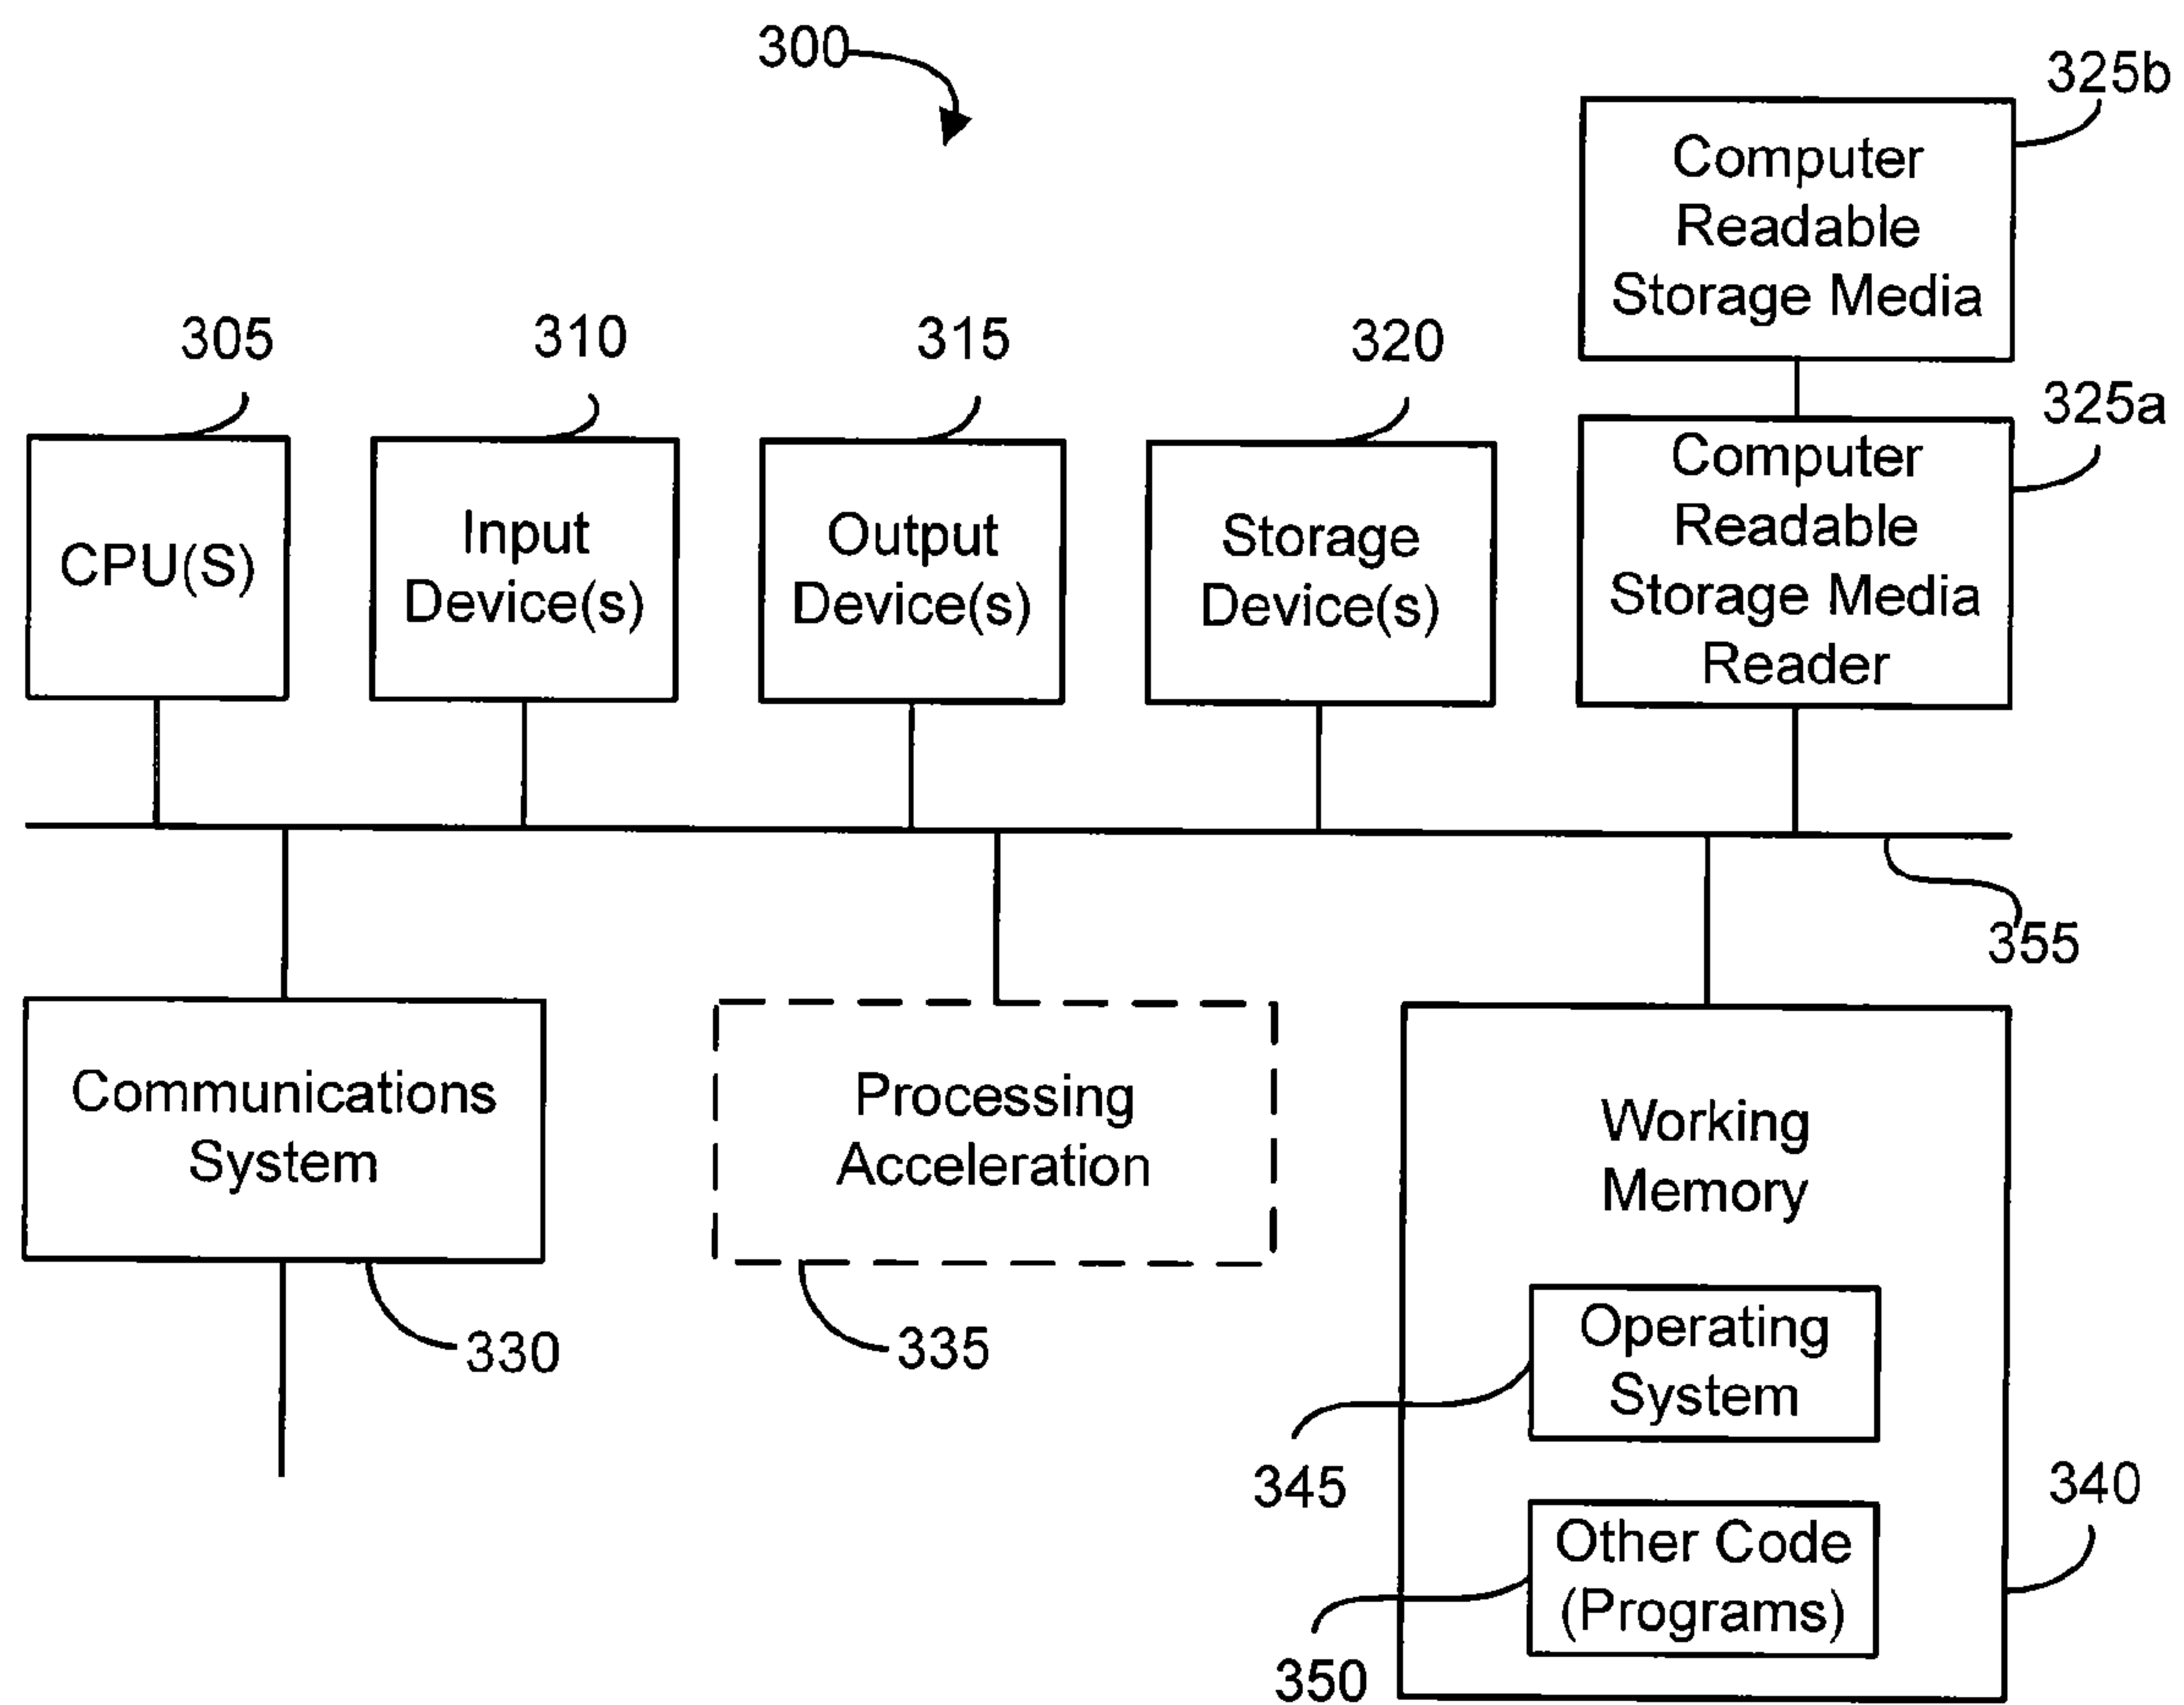 300
325b
Computer
Readable
Storage Media
305
310
315
320
325a
CPU(S)
Input
Device(s)
Output
Device(s)
Storage
Device(s)
Computer
Readable
Storage Media
Reader
355
Communications
System
330
Processing
Acceleration
335
Working
Memory
Operating
System
345
340
Other Code
(Programs)
350